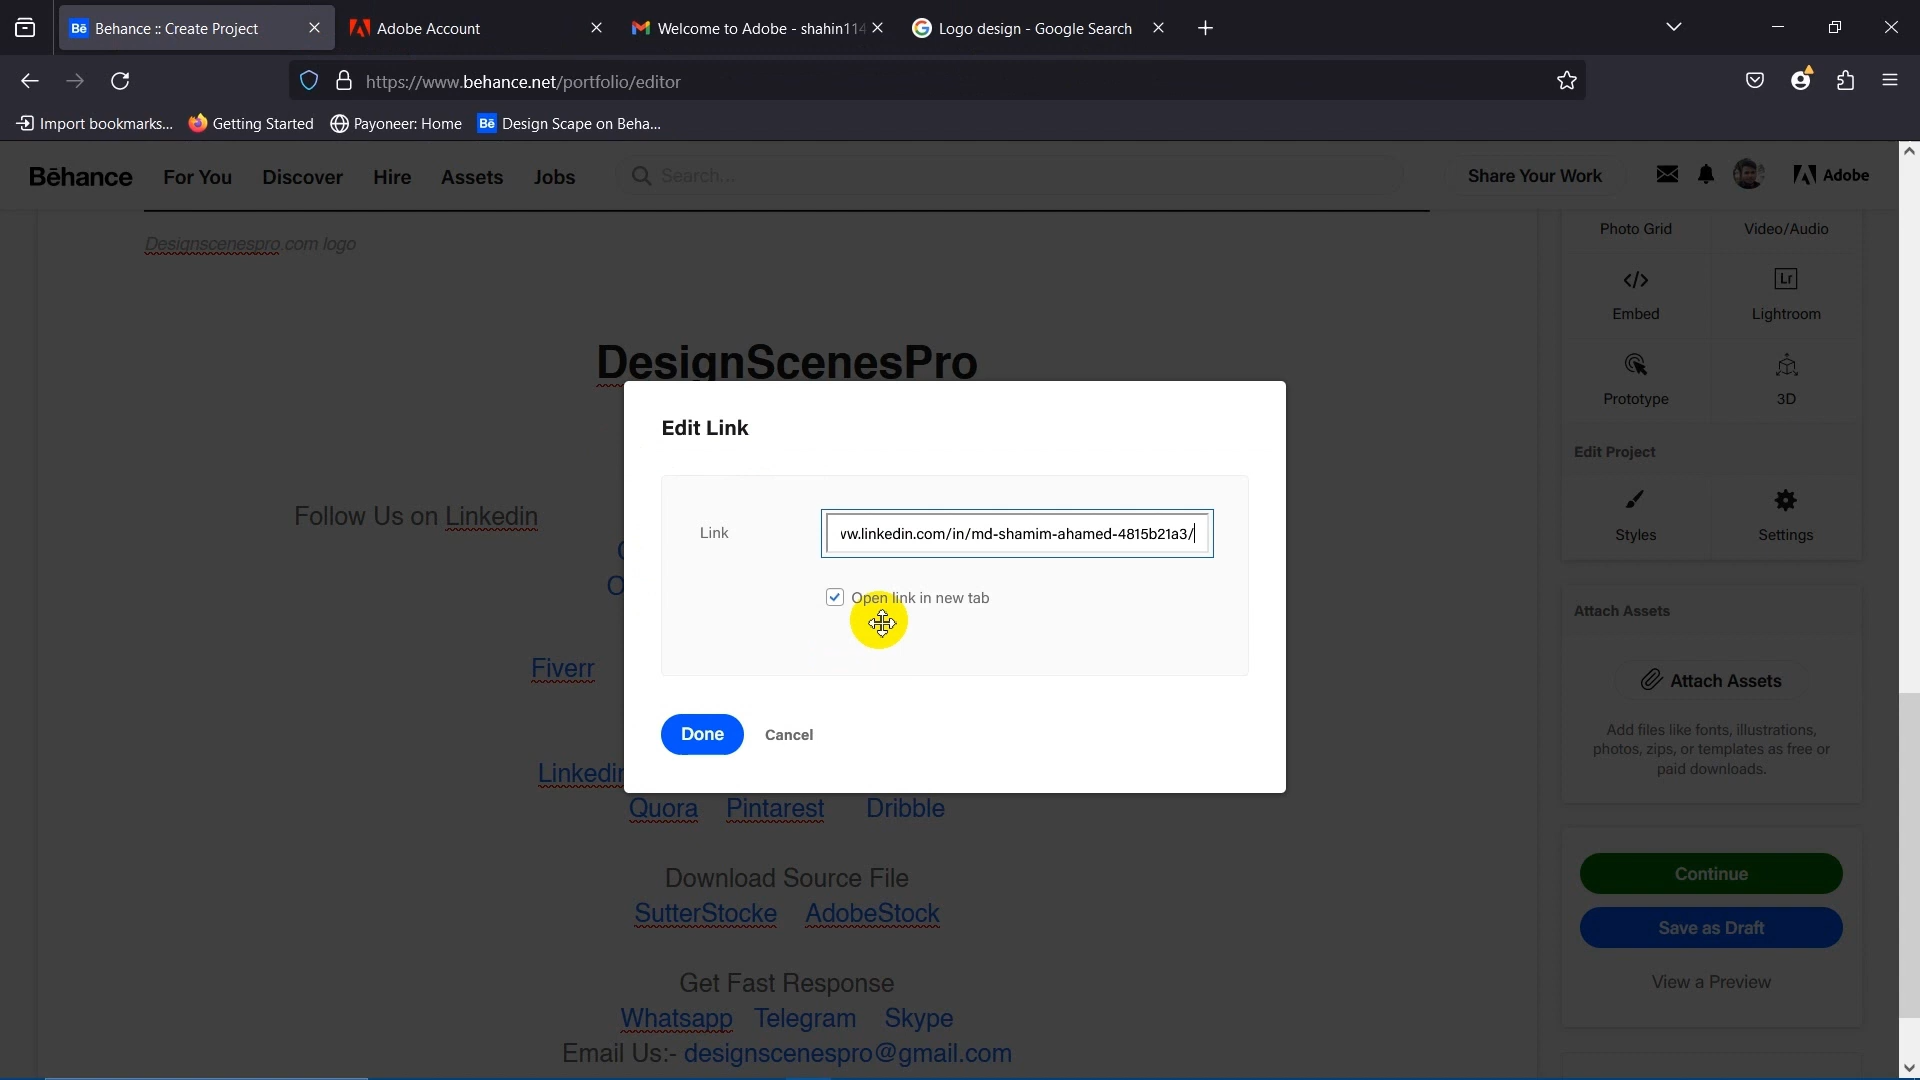 Behance :: Create Project
Adobe Account
Welcome to Adobe - shahin114
Logo design - Google Search
https://www.behance.net/portfolio/editor
Import bookmarks...
Getting Started
Payoneer: Home
Bē Design Scape on Beha...
Bēhance
For You
Discover
Hire
Assets
Jobs
Search...
Share Your Work
Adobe
Photo Grid
Video/Audio
Designscenespro.com logo
Embed
Lr
Lightroom
DesignScenesPro
Prototype
3D
Edit Link
Edit Project
Follow Us on Linkedin
Link
ww.linkedin.com/in/md-shamim-ahamed-4815b21a3/
Styles
Settings
Open link in new tab
Attach Assets
Fiverr
Attach Assets
Add files like fonts, illustrations,
photos, zips, or templates as free or
paid downloads.
Done
Cancel
Linkedin
Quora Pintarest Dribble
Download Source File
Continue
SutterStocke AdobeStock
Save as Draft
Get Fast Response
View a Preview
Whatsapp Telegram Skype
Email Us:- designscenespro@gmail.com